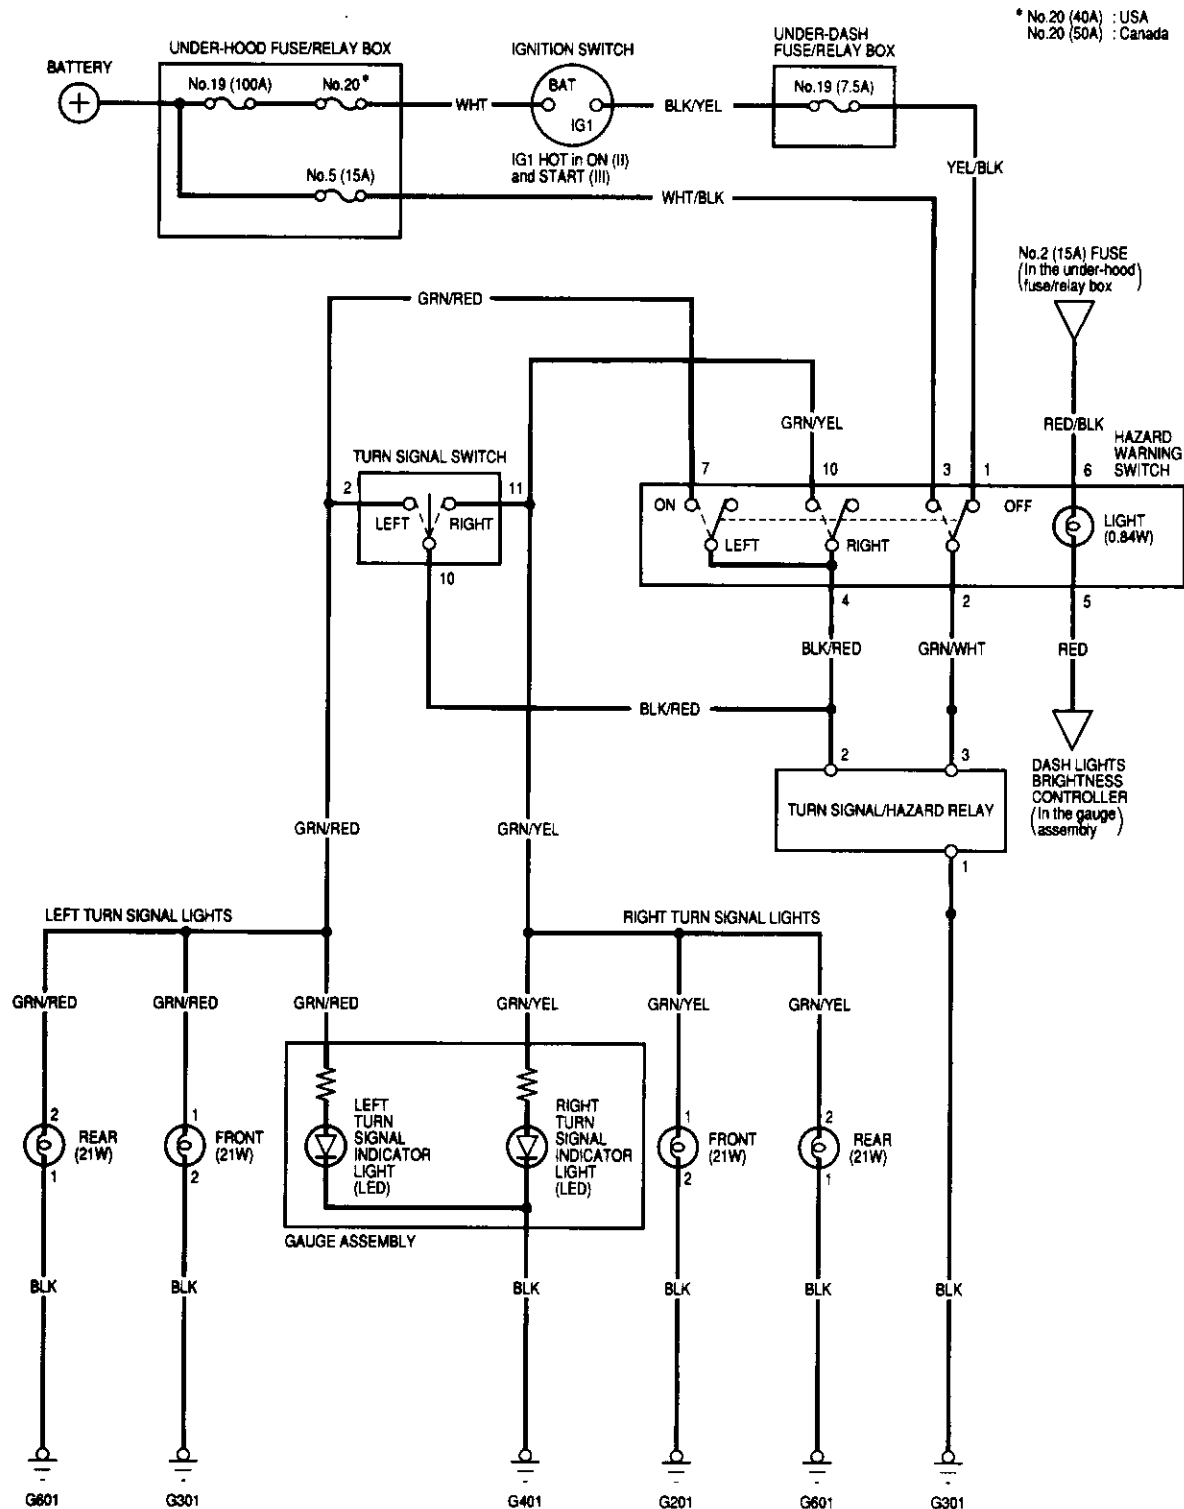 * No.20 (40A) : USA
No.20 (50A) : Canada
UNDER-HOOD FUSE/RELAY BOX
IGNITION SWITCH
UNDER-DASH
FUSE/RELAY BOX
BATTERY
No.19 (100A)
No.20*
BAT
No.19 (7.5A)
WHT
BLK/YEL
IG1
IG1 HOT in ON (II)
and START (III)
YEL/BLK
No.5 (15A)
WHT/BLK
No.2 (15A) FUSE
(In the under-hood)
fuse/relay box
GRN/RED
GRN/YEL
RED/BLK
HAZARD
WARNING
SWITCH
TURN SIGNAL SWITCH
7
10
3
1
6
2
11
ON
OFF
LEFT
RIGHT
LEFT
RIGHT
LIGHT
(0.84W)
10
4
2
5
BLK/RED
GRN/WHT
RED
BLK/RED
2
3
DASH LIGHTS
BRIGHTNESS
CONTROLLER
(In the gauge)
assembly
TURN SIGNAL/HAZARD RELAY
GRN/RED
GRN/YEL
1
LEFT TURN SIGNAL LIGHTS
RIGHT TURN SIGNAL LIGHTS
GRN/RED
GRN/RED
GRN/RED
GRN/YEL
GRN/YEL
GRN/YEL
2
REAR
(21W)
1
1
FRONT
(21W)
2
LEFT
TURN
SIGNAL
INDICATOR
LIGHT
(LED)
RIGHT
TURN
SIGNAL
INDICATOR
LIGHT
(LED)
1
FRONT
(21W)
2
2
REAR
(21W)
1
GAUGE ASSEMBLY
BLK
BLK
BLK
BLK
BLK
BLK
G601
G301
G401
G201
G601
G301